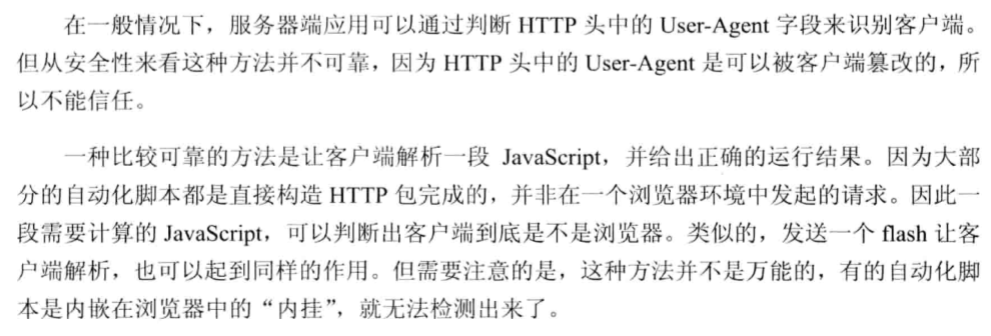 在一般情况下，服务器端应用可以通过判断 HTTP 头中的 User-Agent 字段来识别客户端。
但从安全性来看这种方法并不可靠，因为 HTTP 头中的 User-Agent 是可以被客户端篡改的，所
以不能信任。
一种比较可靠的方法是让客户端解析一段 JavaScript，并给出正确的运行结果。因为大部
分的自动化脚本都是直接构造 HTTP 包完成的，并非在一个浏览器环境中发起的请求。因此一
段需要计算的 JavaScript，可以判断出客户端到底是不是浏览器。类似的，发送一个 flash 让客
户端解析，也可以起到同样的作用。但需要注意的是，这种方法并不是万能的，有的自动化脚
本是内嵌在浏览器中的“内挂”，就无法检测出来了。